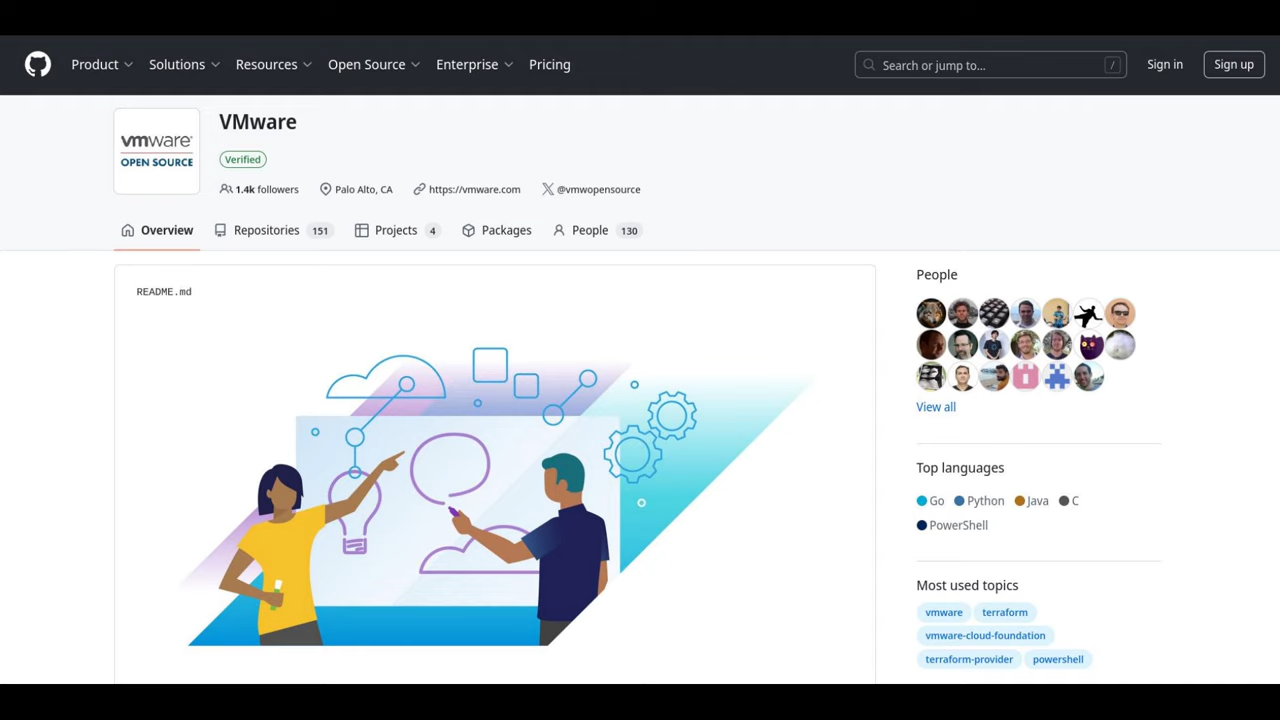 Product Solutions Resources Open Source Enterprise Pricing Search or jump to... / Sign in Sign up
vmware®
OPEN SOURCE
VMware
Verified
1.4k followers Palo Alto, CA https://vmware.com @vmwopensource
Overview Repositories 151 Projects 4 Packages People 130
README.md
People
View all
Top languages
Go Python Java C
PowerShell
Most used topics
vmware terraform
vmware-cloud-foundation
terraform-provider powershell